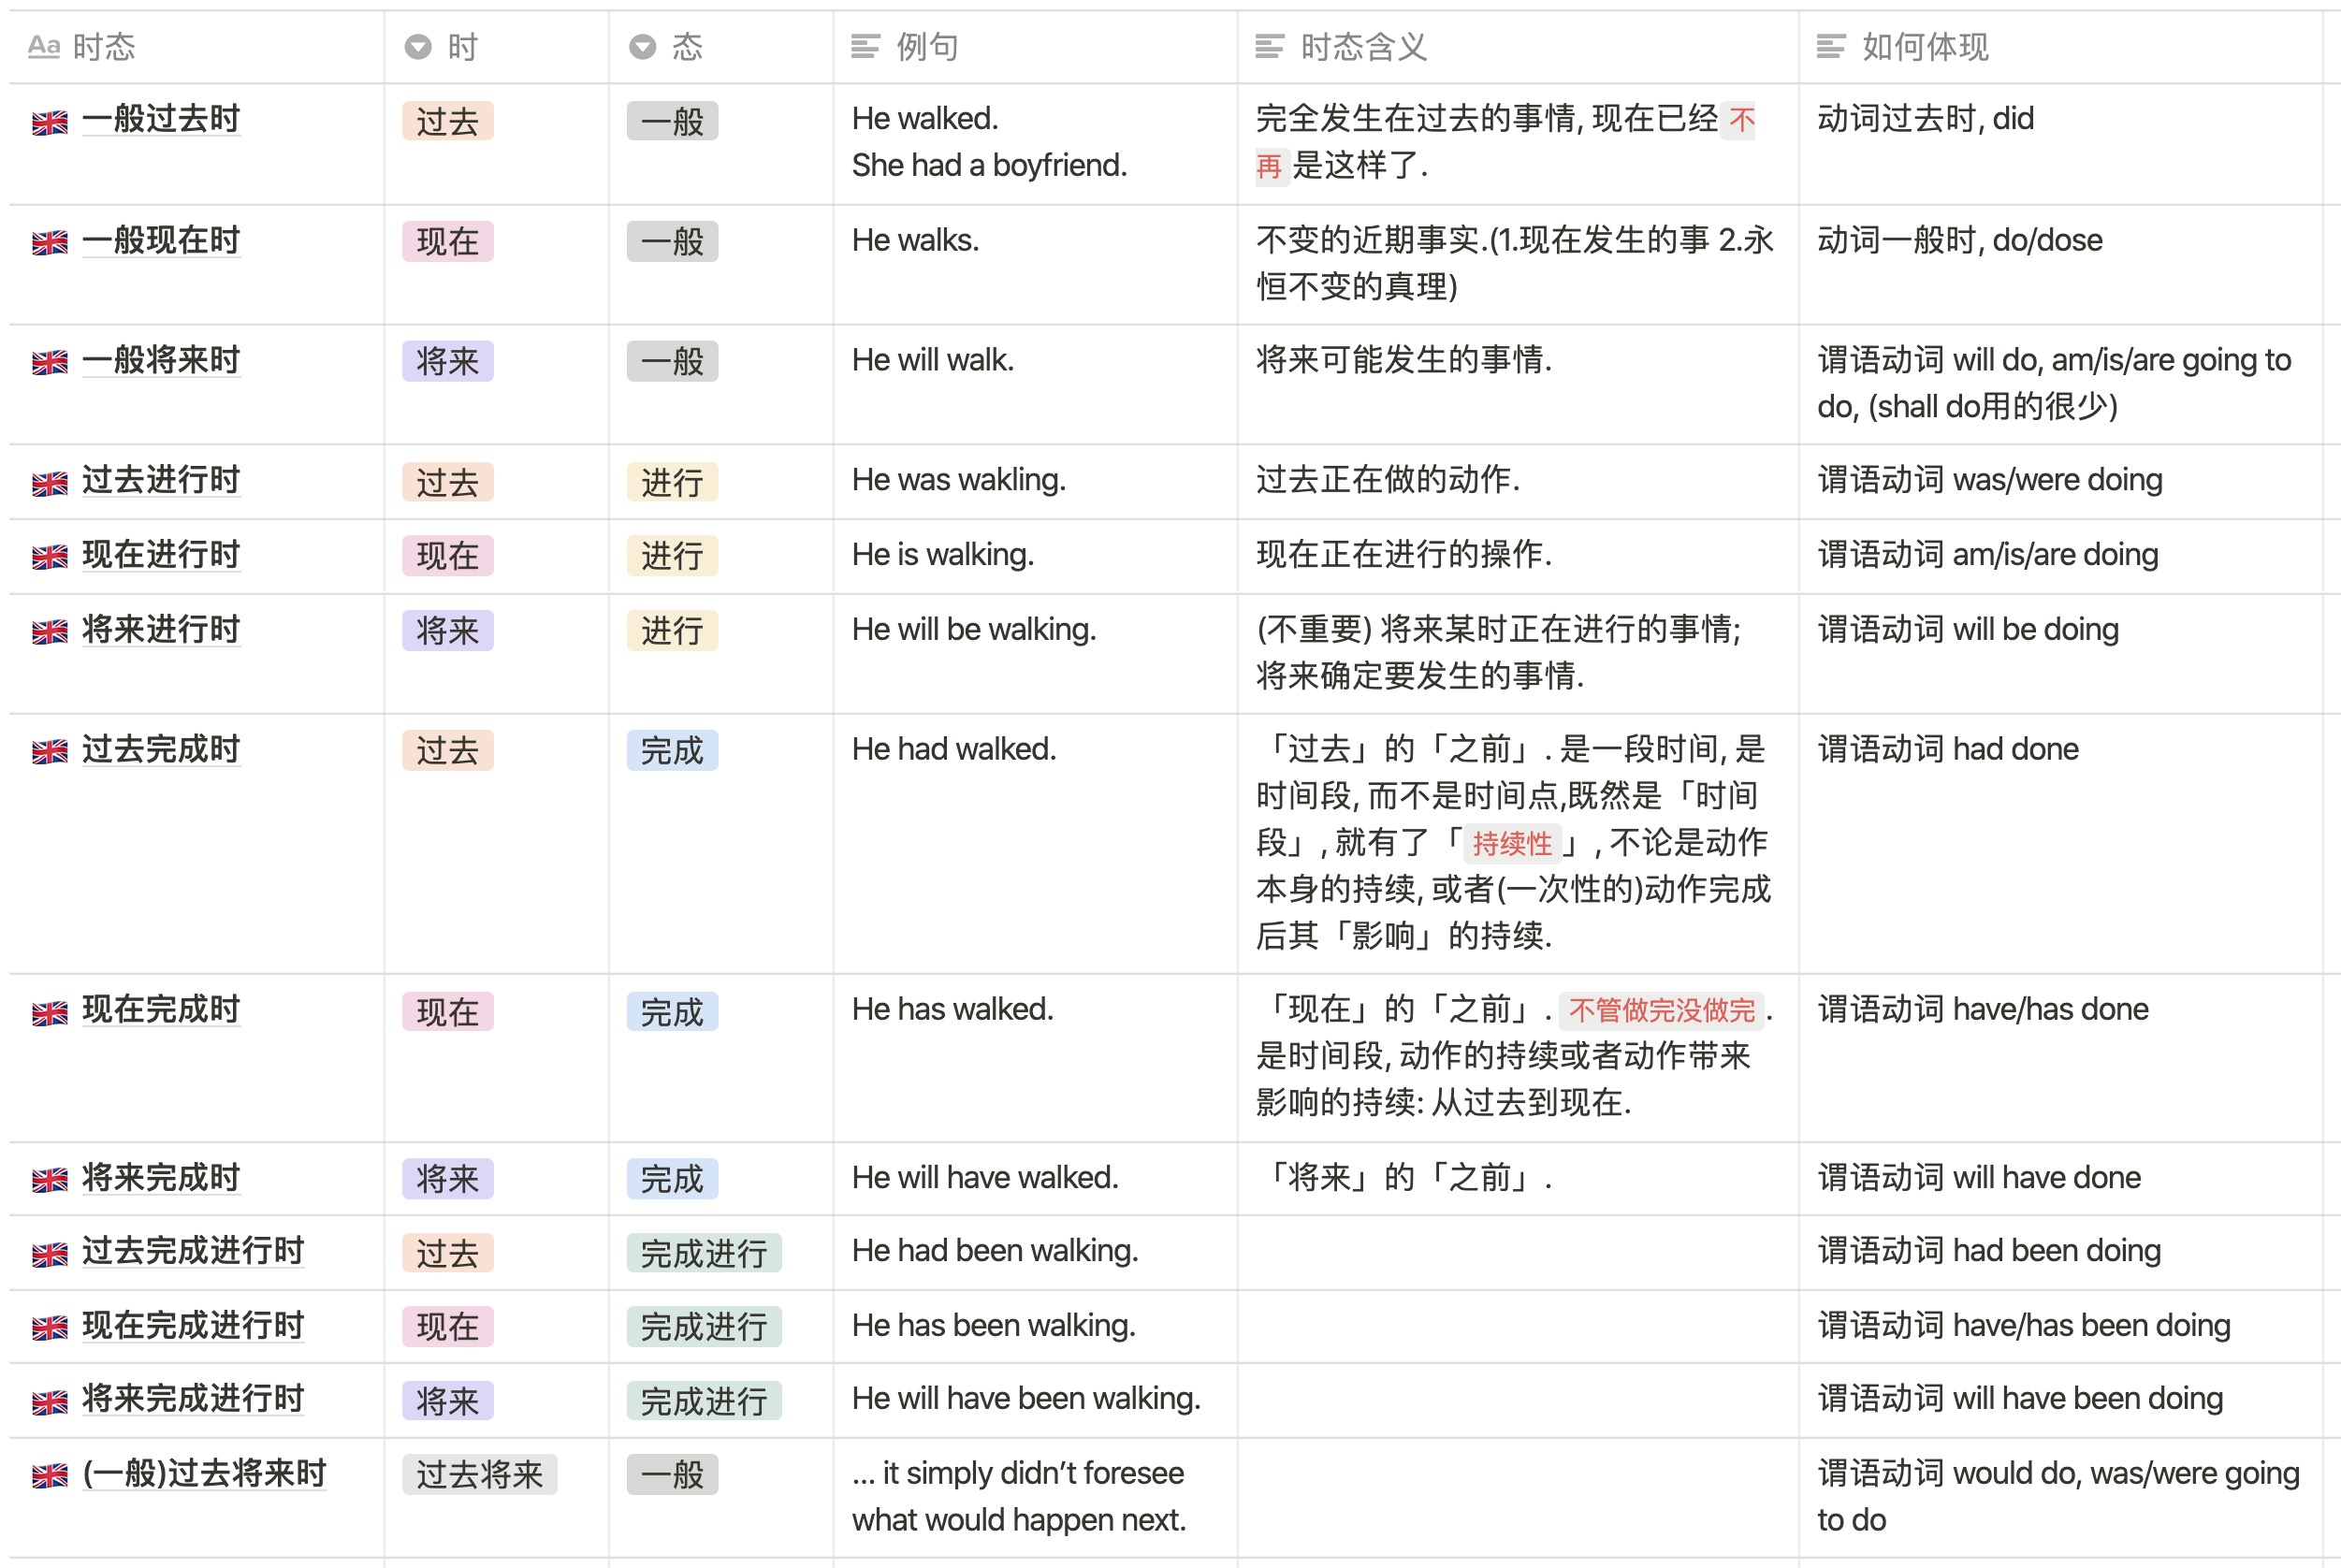 Aa 时态 时 态 例句 时态含义 如何体现
一般过去时 过去 一般 He walked. 完全发生在过去的事情, 现在已经 不 动词过去时, did
She had a boyfriend. 再 是这样了.
一般现在时 现在 一般 He walks. 不变的近期事实.(1.现在发生的事 2.永 动词一般时, do/dose
恒不变的真理)
一般将来时 将来 一般 He will walk. 将来可能发生的事情. 谓语动词 will do, am/is/are going to
do, (shall do用的很少)
过去进行时 过去 进行 He was wakling. 过去正在做的动作. 谓语动词 was/were doing
现在进行时 现在 进行 He is walking. 现在正在进行的操作. 谓语动词 am/is/are doing
将来进行时 将来 进行 He will be walking. (不重要) 将来某时正在进行的事情; 谓语动词 will be doing
将来确定要发生的事情.
过去完成时 过去 完成 He had walked. 「过去」的「之前」. 是一段时间, 是 谓语动词 had done
时间段, 而不是时间点,既然是「时间
段」, 就有了「 持续性 」, 不论是动作
本身的持续, 或者(一次性的)动作完成
后其「影响」的持续.
现在完成时 现在 完成 He has walked. 「现在」的「之前」. 不管做完没做完 . 谓语动词 have/has done
是时间段, 动作的持续或者动作带来
影响的持续: 从过去到现在.
将来完成时 将来 完成 He will have walked. 「将来」的「之前」. 谓语动词 will have done
过去完成进行时 过去 完成进行 He had been walking. 谓语动词 had been doing
现在完成进行时 现在 完成进行 He has been walking. 谓语动词 have/has been doing
将来完成进行时 将来 完成进行 He will have been walking. 谓语动词 will have been doing
(一般)过去将来时 过去将来 一般 ... it simply didn't foresee 谓语动词 would do, was/were going
what would happen next. to do